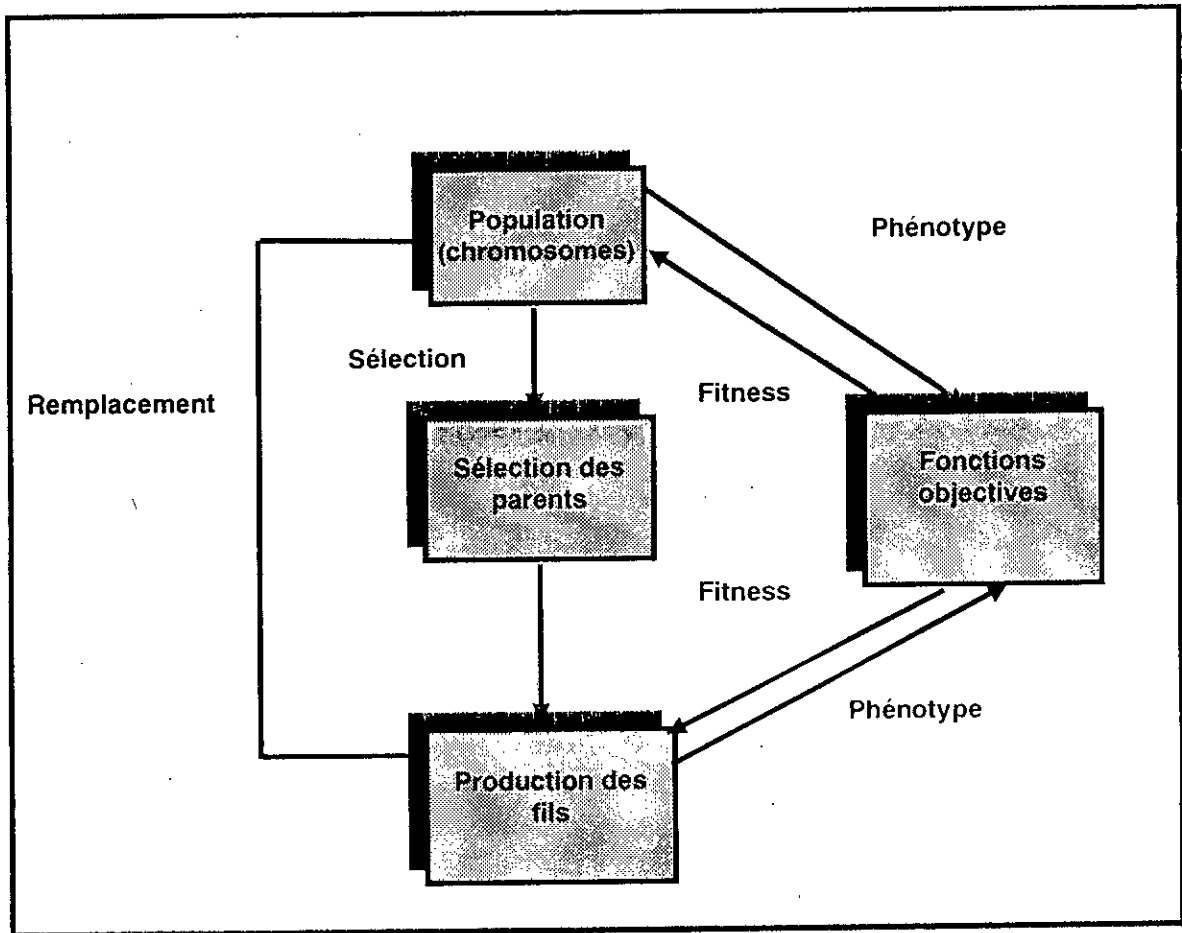 Population
(chromosomes)
Phénotype
Sélection
Fitness
Remplacement
Sélection des
parents
Fonctions
objectives
Fitness
Phénotype
Production des
fils